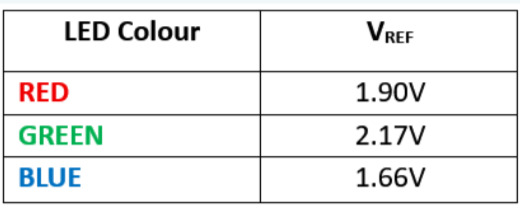 LED Colour VREF
RED 1.90V
GREEN 2.17V
BLUE 1.66V